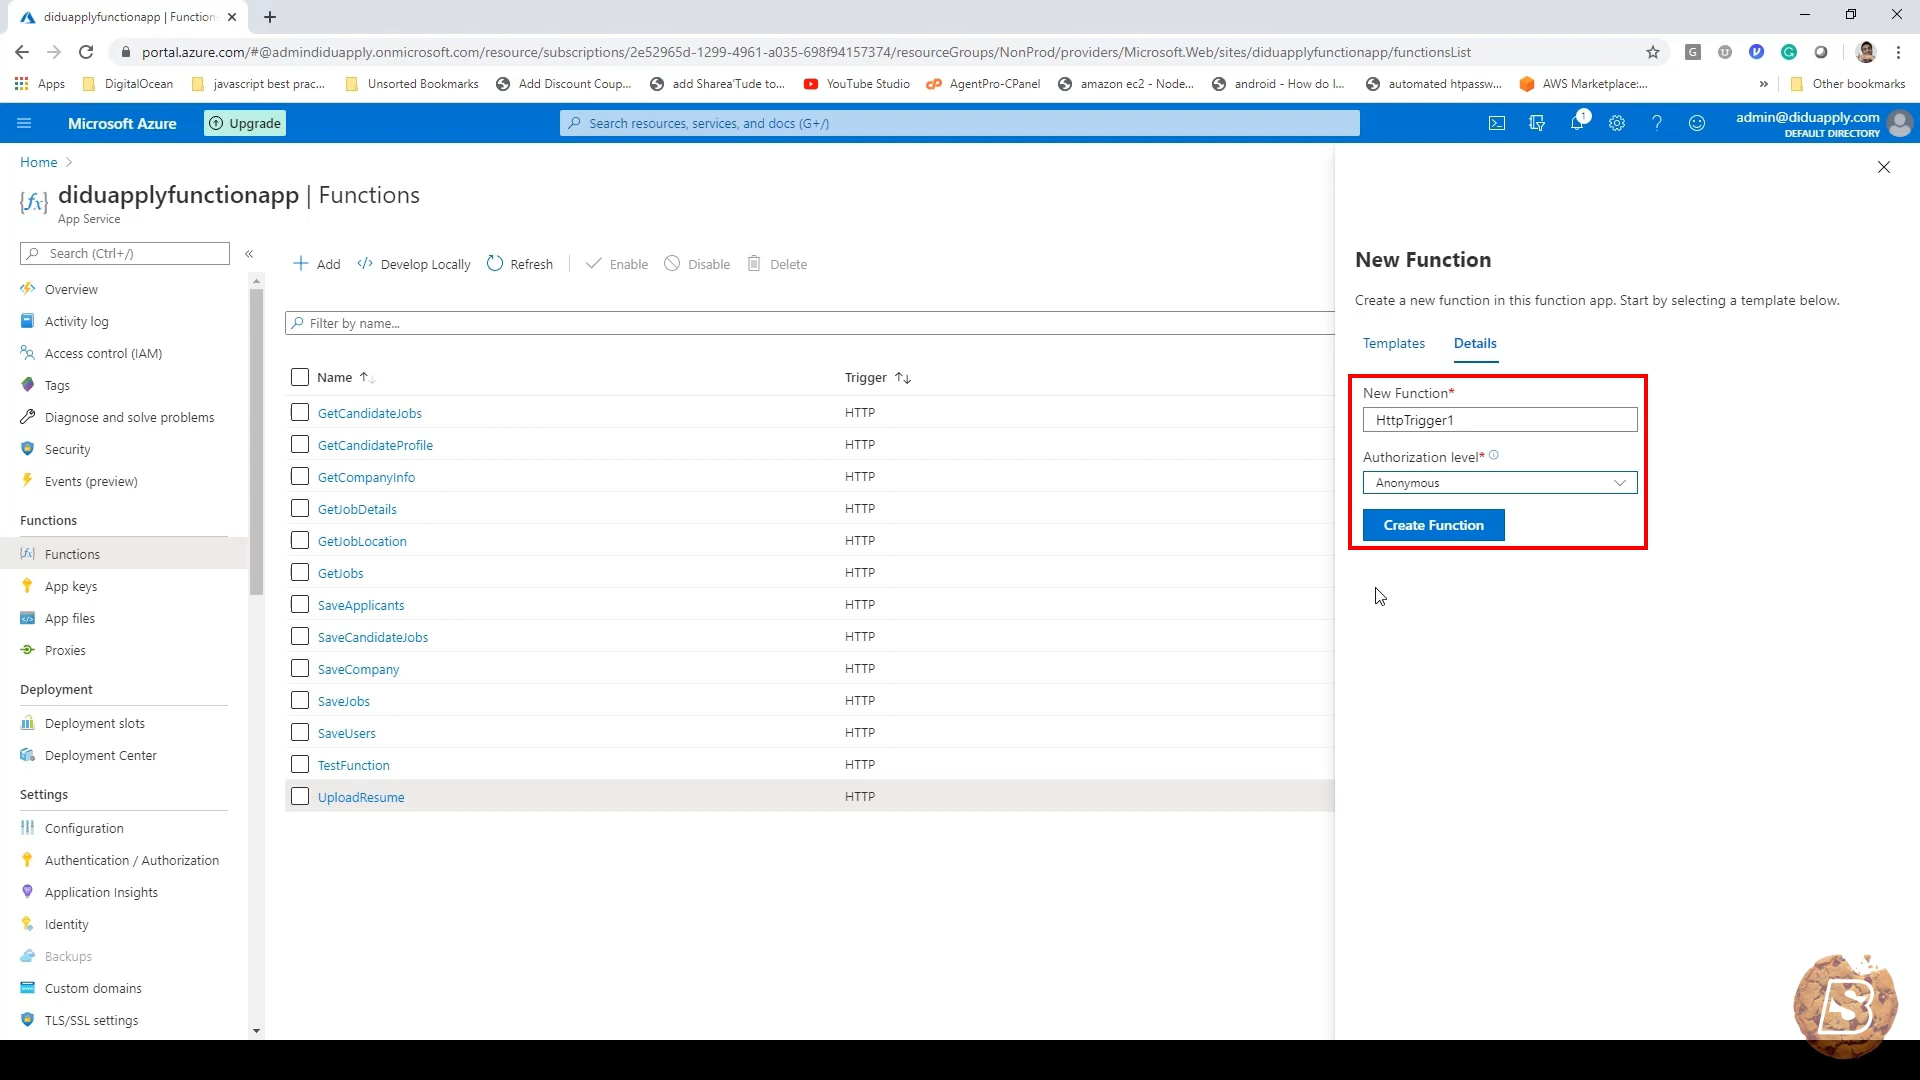 diduapplyfunctionapp | Function
portal.azure.com/#@admindiduapply.onmicrosoft.com/resource/subscriptions/2e52965d-1299-4961-a035-698f94157374/resourceGroups/NonProd/providers/Microsoft.Web/sites/diduapplyfunctionapp/functionsList
Apps DigitalOcean javascript best prac... Unsorted Bookmarks Add Discount Coup... add Sharea'Tude to... YouTube Studio AgentPro-CPanel amazon ec2 - Node... android - How do I... automated htpassw... AWS Marketplace:... » Other bookmarks
Microsoft Azure Upgrade Search resources, services, and docs (G+/) 1 admin@diduapply.com
DEFAULT DIRECTORY
Home
diduapplyfunctionapp | Functions
App Service
Search (Ctrl+/) «
Overview
Activity log
Access control (IAM)
Tags
Diagnose and solve problems
Security
Events (preview)
Functions
Functions
App keys
App files
Proxies
Deployment
Deployment slots
Deployment Center
Settings
Configuration
Authentication / Authorization
Application Insights
Identity
Backups
Custom domains
TLS/SSL settings
Add Develop Locally Refresh Enable Disable Delete
Filter by name...
Name Trigger
GetCandidateJobs HTTP
GetCandidateProfile HTTP
GetCompanyInfo HTTP
GetJobDetails HTTP
GetJobLocation HTTP
GetJobs HTTP
SaveApplicants HTTP
SaveCandidateJobs HTTP
SaveCompany HTTP
SaveJobs HTTP
SaveUsers HTTP
TestFunction HTTP
UploadResume HTTP
New Function
Create a new function in this function app. Start by selecting a template below.
Templates Details
New Function*
HttpTrigger1
Authorization level*
Anonymous
Create Function
BS